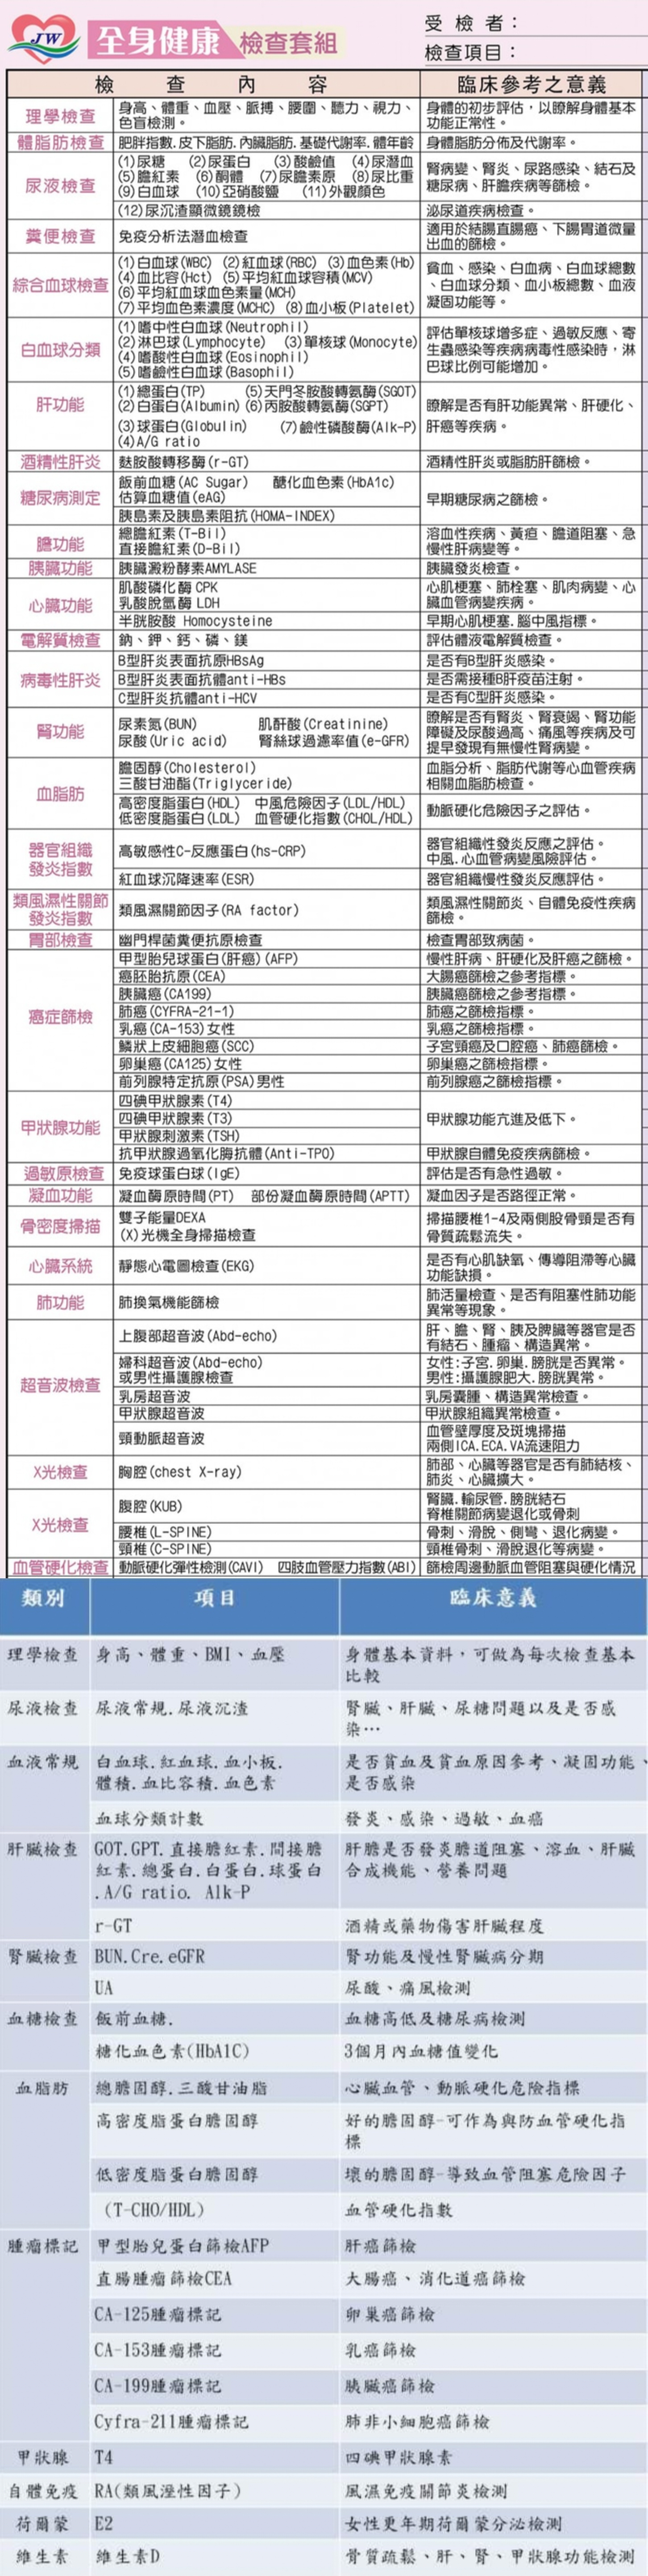 JW 全身健康 檢查套組
受檢者：
檢查項目：
檢查內容 臨床參考之意義
理學檢查
身高、體重、血壓、脈搏、腰圍、聽力、視力、
色盲檢測。
身體的初步評估，以瞭解身體基本
功能正常性。
體脂肪檢查 肥胖指數.皮下脂肪.內臟脂肪.基礎代謝率.體年齡 身體脂肪分佈及代謝率。
尿液檢查
(1)尿糖 (2)尿蛋白 (3)酸鹼值 (4)尿潛血
(5)膽紅素 (6)酮體 (7)尿膽素原 (8)尿比重
(9)白血球 (10)亞硝酸鹽 (11)外觀顏色
腎病變、腎炎、尿路感染、結石及
糖尿病、肝膽疾病等篩檢。
(12)尿沉渣顯微鏡鏡檢 泌尿道疾病檢查。
糞便檢查 免疫分析法潛血檢查
適用於結腸直腸癌、下腸胃道微量
出血的篩檢。
綜合血球檢查
(1)白血球(WBC) (2)紅血球(RBC) (3)血色素(Hb)
(4)血比容(Hct) (5)平均紅血球容積(MCV)
(6)平均紅血球血色素量(MCH)
(7)平均血色素濃度(MCHC) (8)血小板(Platelet)
貧血、感染、白血病、白血球總數
、白血球分類、血小板總數、血液
凝固功能等。
白血球分類
(1)嗜中性白血球(Neutrophil)
(2)淋巴球(Lymphocyte) (3)單核球(Monocyte)
(4)嗜酸性白血球(Eosinophil)
(5)嗜鹼性白血球(Basophil)
評估單核球增多症、過敏反應、寄
生蟲感染等疾病病毒性感染時，淋
巴球比例可能增加。
肝功能
(1)總蛋白(TP) (5)天門冬胺酸轉氨酶(SGOT)
(2)白蛋白(Albumin) (6)丙胺酸轉氨酶(SGPT)
(3)球蛋白(Globulin) (7)鹼性磷酸酶(Alk-P)
(4)A/G ratio
瞭解是否有肝功能異常、肝硬化、
肝癌等疾病。
酒精性肝炎 麩胺酸轉移酶(r-GT) 酒精性肝炎或脂肪肝篩檢。
糖尿病測定
飯前血糖(AC Sugar) 醣化血色素(HbA1c)
估算血糖值(eAG)
胰島素及胰島素阻抗(HOMA-INDEX)
早期糖尿病之篩檢。
膽功能
總膽紅素(T-Bil)
直接膽紅素(D-Bil)
溶血性疾病、黃疸、膽道阻塞、急
慢性肝病變等。
胰臟功能 胰臟澱粉酵素AMYLASE 胰臟發炎檢查。
心臟功能
肌酸磷化酶 CPK
乳酸脫氫酶 LDH
心肌梗塞、肺栓塞、肌肉病變、心
臟血管病變疾病。
半胱胺酸 Homocysteine 早期心肌梗塞.腦中風指標。
電解質檢查 鈉、鉀、鈣、磷、鎂 評估體液電解質檢查。
病毒性肝炎
B型肝炎表面抗原HBsAg 是否有B型肝炎感染。
B型肝炎表面抗體anti-HBs 是否需接種B肝疫苗注射。
C型肝炎抗體anti-HCV 是否有C型肝炎感染。
腎功能
尿素氮(BUN) 肌酐酸(Creatinine)
尿酸(Uric acid) 腎絲球過濾率值(e-GFR)
瞭解是否有腎炎、腎衰竭、腎功能
障礙及尿酸過高、痛風等疾病及可
提早發現有無慢性腎病變。
血脂肪
膽固醇(Cholesterol)
三酸甘油酯(Triglyceride)
血脂分析、脂肪代謝等心血管疾病
相關血脂肪檢查。
高密度脂蛋白(HDL) 中風危險因子(LDL/HDL)
低密度脂蛋白(LDL) 血管硬化指數(CHOL/HDL)
動脈硬化危險因子之評估。
器官組織
發炎指數
高敏感性C-反應蛋白(hs-CRP)
器官組織性發炎反應之評估。
中風.心血管病變風險評估。
紅血球沉降速率(ESR) 器官組織慢性發炎反應評估。
類風濕性關節
發炎指數
類風濕關節因子(RA factor)
類風濕性關節炎、自體免疫性疾病
篩檢。
胃部檢查 幽門桿菌糞便抗原檢查 檢查胃部致病菌。
癌症篩檢
甲型胎兒球蛋白(肝癌)(AFP) 慢性肝病、肝硬化及肝癌之篩檢。
癌胚胎抗原(CEA) 大腸癌篩檢之參考指標。
胰臟癌(CA199) 胰臟癌篩檢之參考指標。
肺癌(CYFRA-21-1) 肺癌之篩檢指標。
乳癌(CA-153)女性 乳癌之篩檢指標。
鱗狀上皮細胞癌(SCC) 子宮頸癌及口腔癌、肺癌篩檢。
卵巢癌(CA125)女性 卵巢癌之篩檢指標。
前列腺特定抗原(PSA)男性 前列腺癌之篩檢指標。
甲狀腺功能
四碘甲狀腺素(T4)
四碘甲狀腺素(T3)
甲狀腺刺激素(TSH)
甲狀腺功能亢進及低下。
抗甲狀腺過氧化脢抗體(Anti-TPO) 甲狀腺自體免疫疾病篩檢。
過敏原檢查 免疫球蛋白球(IgE) 評估是否有急性過敏。
凝血功能 凝血酶原時間(PT) 部份凝血酶原時間(APTT) 凝血因子是否路徑正常。
骨密度掃描
雙子能量DEXA
(X)光機全身掃描檢查
掃描腰椎1-4及兩側股骨頸是否有
骨質疏鬆流失。
心臟系統 靜態心電圖檢查(EKG)
是否有心肌缺氧、傳導阻滯等心臟
功能缺損。
肺功能 肺換氣機能篩檢
肺活量檢查、是否有阻塞性肺功能
異常等現象。
超音波檢查
上腹部超音波(Abd-echo)
肝、膽、腎、胰及脾臟等器官是否
有結石、腫瘤、構造異常。
婦科超音波(Abd-echo)
或男性攝護腺檢查
女性:子宮.卵巢.膀胱是否異常。
男性:攝護腺肥大.膀胱異常。
乳房超音波 乳房囊腫、構造異常檢查。
甲狀腺超音波 甲狀腺組織異常檢查。
頸動脈超音波
血管壁厚度及斑塊掃描
兩側ICA.ECA.VA流速阻力
X光檢查 胸腔(chest X-ray)
肺部、心臟等器官是否有肺結核、
肺炎、心臟擴大。
X光檢查
腹腔(KUB)
腎臟.輸尿管.膀胱結石
脊椎關節病變退化或骨刺
腰椎(L-SPINE) 骨刺、滑脫、側彎、退化病變。
頸椎(C-SPINE) 頸椎骨刺、滑脫退化等病變。
血管硬化檢查 動脈硬化彈性檢測(CAVI) 四肢血管壓力指數(ABI) 篩檢周邊動脈血管阻塞與硬化情況
類別 項目 臨床意義
理學檢查 身高、體重、BMI、血壓
身體基本資料，可做為每次檢查基本
比較
尿液檢查 尿液常規.尿液沉渣
腎臟、肝臟、尿糖問題以及是否感
染…
血液常規
白血球.紅血球.血小板.
體積.血比容積.血色素
是否貧血及貧血原因參考、凝固功能、
是否感染
血球分類計數 發炎、感染、過敏、血癌
肝臟檢查
GOT.GPT.直接膽紅素.間接膽
紅素.總蛋白.白蛋白.球蛋白
.A/G ratio. Alk-P
肝膽是否發炎膽道阻塞、溶血、肝臟
合成機能、營養問題
r-GT 酒精或藥物傷害肝臟程度
腎臟檢查 BUN.Cre.eGFR 腎功能及慢性腎臟病分期
UA 尿酸、痛風檢測
血糖檢查 飯前血糖. 血糖高低及糖尿病檢測
糖化血色素(HbA1C) 3個月內血糖值變化
血脂肪 總膽固醇.三酸甘油脂 心臟血管、動脈硬化危險指標
高密度脂蛋白膽固醇
好的膽固醇-可作為與防血管硬化指
標
低密度脂蛋白膽固醇 壞的膽固醇-導致血管阻塞危險因子
(T-CHO/HDL) 血管硬化指數
腫瘤標記 甲型胎兒蛋白篩檢AFP 肝癌篩檢
直腸腫瘤篩檢CEA 大腸癌、消化道癌篩檢
CA-125腫瘤標記 卵巢癌篩檢
CA-153腫瘤標記 乳癌篩檢
CA-199腫瘤標記 胰臟癌篩檢
Cyfra-211腫瘤標記 肺非小細胞癌篩檢
甲狀腺 T4 四碘甲狀腺素
自體免疫 RA(類風溼性因子) 風濕免疫關節炎檢測
荷爾蒙 E2 女性更年期荷爾蒙分泌檢測
維生素 維生素D 骨質疏鬆、肝、腎、甲狀腺功能檢測